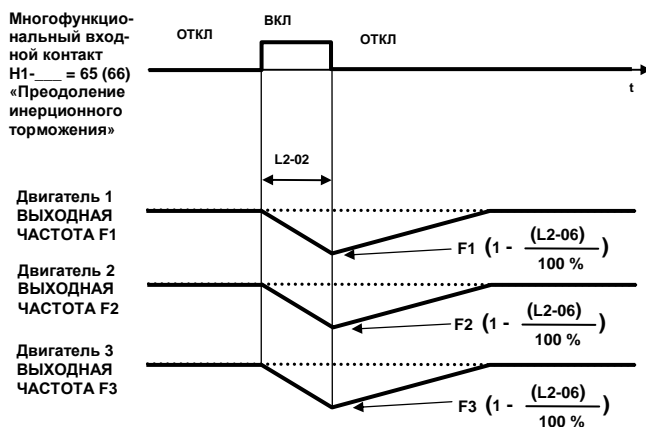 Многофункцио-
нальный вход-
ной контакт
H1-___ = 65 (66)
«Преодоление
инерционного
торможения»
ОТКЛ
ВКЛ
ОТКЛ
t
L2-02
Двигатель 1
ВЫХОДНАЯ
ЧАСТОТА F1
F1 (1 - (L2-06)
100 % )
Двигатель 2
ВЫХОДНАЯ
ЧАСТОТА F2
F2 (1 - (L2-06)
100 % )
Двигатель 3
ВЫХОДНАЯ
ЧАСТОТА F3
F3 (1 - (L2-06)
100 % )